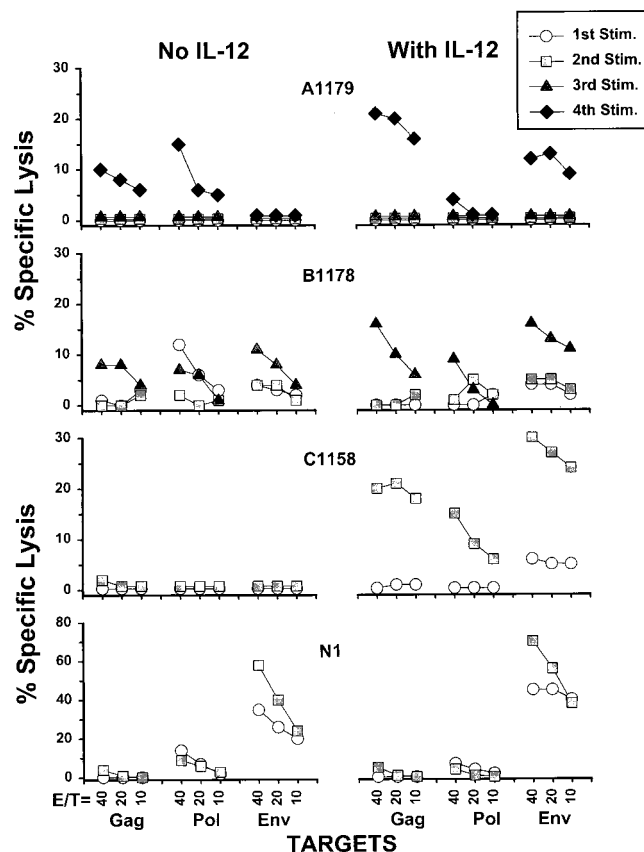 No IL-12
With IL-12
1st Stim.
2nd Stim.
3rd Stim.
4th Stim.
A1179
30
20
10
0
% Specific Lysis
B1178
30
20
10
0
C1158
30
20
10
0
% Specific Lysis
N1
80
60
40
20
0
E/T= 40 20 10 40 20 10 40 20 10 40 20 10 40 20 10 40 20 10
Gag Pol Env Gag Pol Env
TARGETS